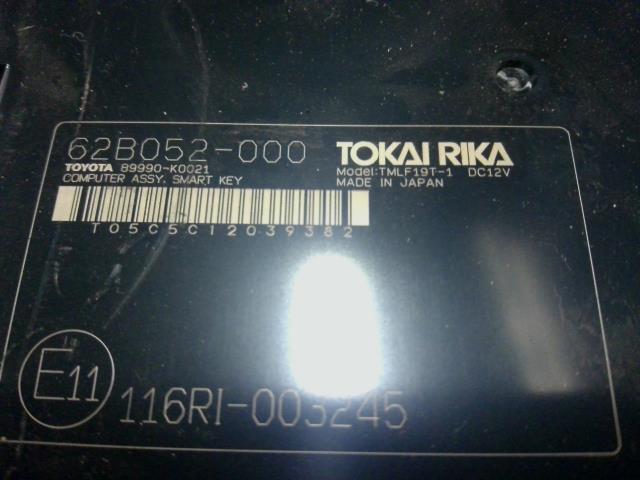 62B052-000 TOKAI RIKA
TOYOTA 89990-K0021 Model:TMLF19T-1 DC12V
COMPUTER ASSY, SMART KEY MADE IN JAPAN
T05C5C12039382
E11 116RI-003245